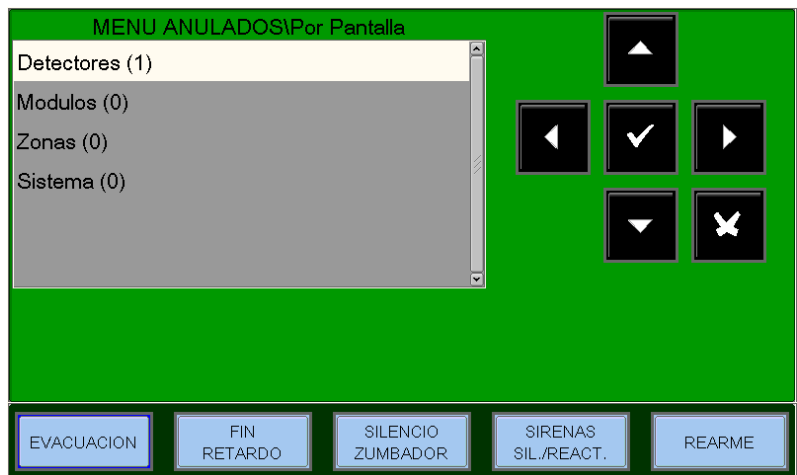 MENU ANULADOS\Por Pantalla
Detectores (1)
Modulos (0)
Zonas (0)
Sistema (0)
EVACUACION
FIN
RETARDO
SILENCIO
ZUMBADOR
SIRENAS
SIL./REACT.
REARME